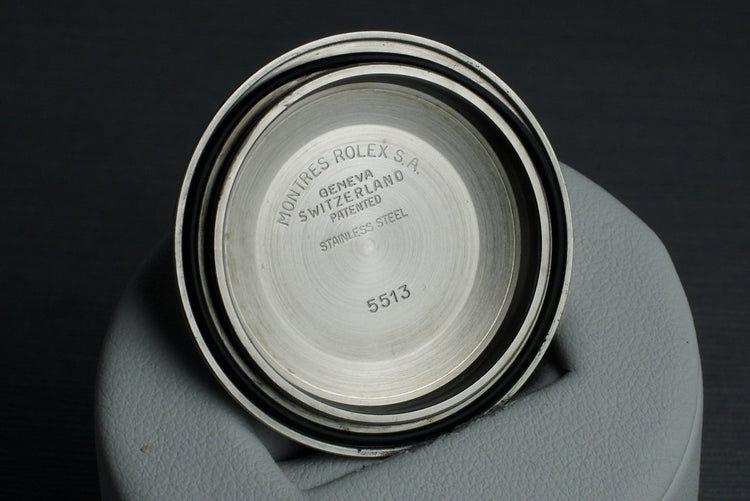 MONTRES ROLEX S.A.
GENEVA
SWITZERLAND
PATENTED
STAINLESS STEEL
5513